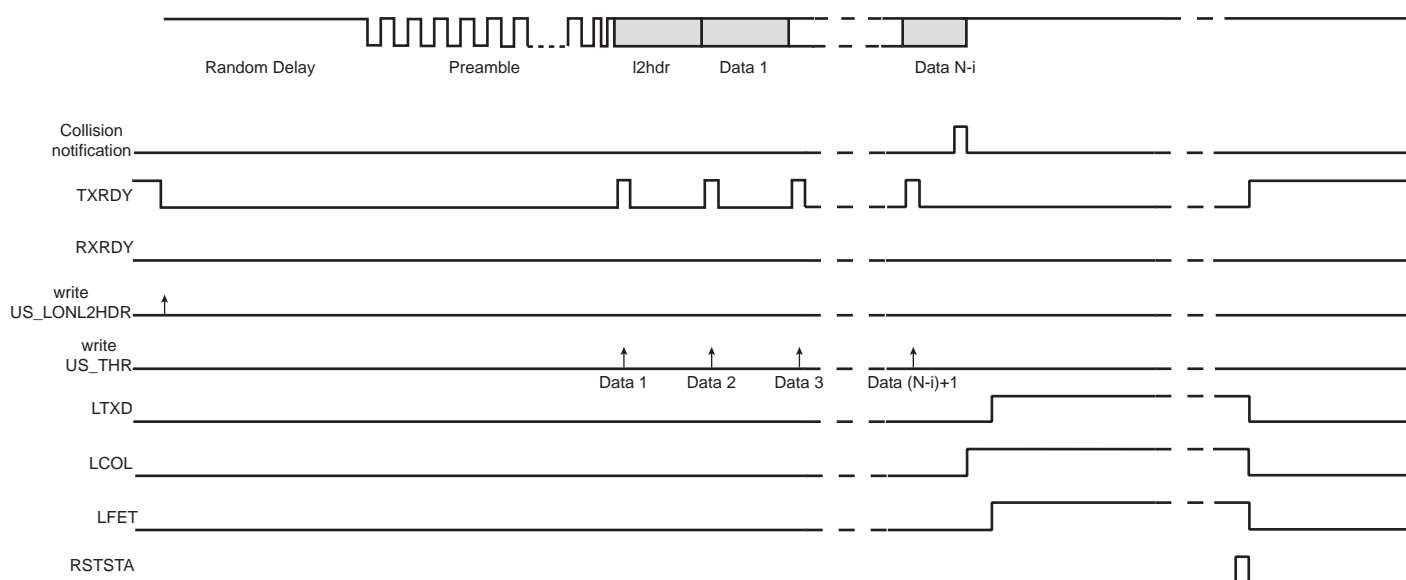 Random Delay
Preamble
l2hdr
Data 1
Data N-i
Collision
notification
TXRDY
RXRDY
write
US_LONL2HDR
write
US_THR
Data 1
Data 2
Data 3
Data (N-i)+1
LTXD
LCOL
LFET
RSTSTA